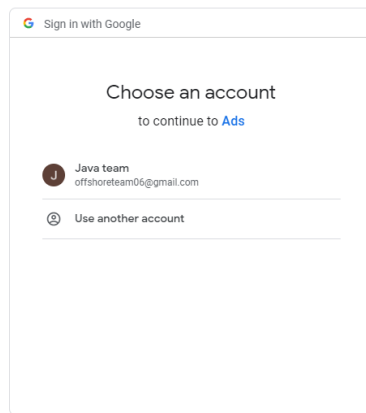 Sign in with Google
Choose an account
to continue to Ads
J
Java team
offshoreteam06@gmail.com
Use another account